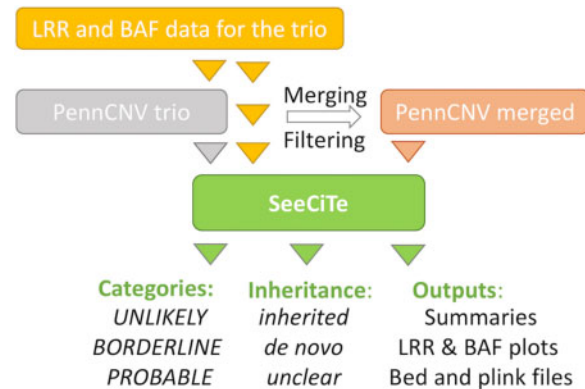 LRR and BAF data for the trio
PennCNV trio
Merging
Filtering
PennCNV merged
SeeCiTe
Categories:
UNLIKELY
BORDERLINE
PROBABLE
Inheritance:
inherited
de novo
unclear
Outputs:
Summaries
LRR & BAF plots
Bed and plink files